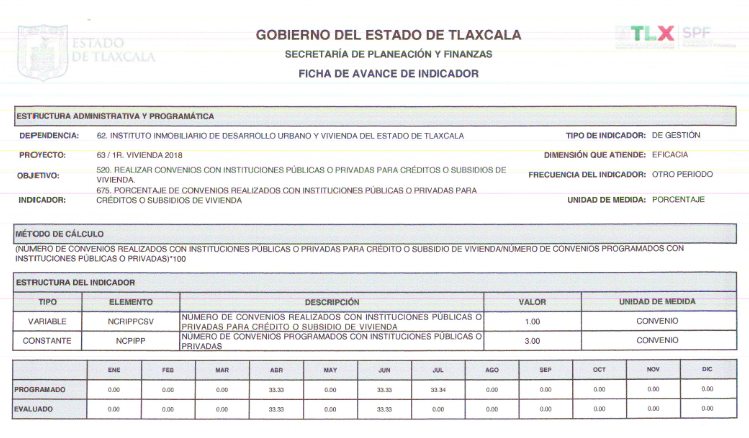 ESTADO
DE TLAXCALA
GOBIERNO DEL ESTADO DE TLAXCALA
SECRETARÍA DE PLANEACIÓN Y FINANZAS
FICHA DE AVANCE DE INDICADOR
TLX SPF
ESTRUCTURA ADMINISTRATIVA Y PROGRAMÁTICA
DEPENDENCIA: 62. INSTITUTO INMOBILIARIO DE DESARROLLO URBANO Y VIVIENDA DEL ESTADO DE TLAXCALA TIPO DE INDICADOR: DE GESTIÓN
PROYECTO: 63 / 1R. VIVIENDA 2018 DIMENSIÓN QUE ATIENDE: EFICACIA
OBJETIVO: 520. REALIZAR CONVENIOS CON INSTITUCIONES PÚBLICAS O PRIVADAS PARA CRÉDITOS O SUBSIDIOS DE
VIVIENDA. FRECUENCIA DEL INDICADOR: OTRO PERIODO
675. PORCENTAJE DE CONVENIOS REALIZADOS CON INSTITUCIONES PÚBLICAS O PRIVADAS PARA
INDICADOR: CRÉDITOS O SUBSIDIOS DE VIVIENDA UNIDAD DE MEDIDA: PORCENTAJE
MÉTODO DE CÁLCULO
(NÚMERO DE CONVENIOS REALIZADOS CON INSTITUCIONES PÚBLICAS O PRIVADAS PARA CRÉDITO O SUBSIDIO DE VIVIENDA/NÚMERO DE CONVENIOS PROGRAMADOS CON
INSTITUCIONES PÚBLICAS O PRIVADAS)*100
ESTRUCTURA DEL INDICADOR
TIPO ELEMENTO DESCRIPCIÓN VALOR UNIDAD DE MEDIDA
VARIABLE NCRIPPCSV NÚMERO DE CONVENIOS REALIZADOS CON INSTITUCIONES PÚBLICAS O
PRIVADAS PARA CRÉDITO O SUBSIDIO DE VIVIENDA 1.00 CONVENIO
CONSTANTE NCPIPP NÚMERO DE CONVENIOS PROGRAMADOS CON INSTITUCIONES PÚBLICAS O
PRIVADAS 3.00 CONVENIO
ENE FEB MAR ABR MAY JUN JUL AGO SEP OCT NOV DIC
PROGRAMADO 0.00 0.00 0.00 33.33 0.00 33.33 33.34 0.00 0.00 0.00 0.00 0.00
EVALUADO 0.00 0.00 0.00 33.33 0.00 33.33 0.00 0.00 0.00 0.00 0.00 0.00